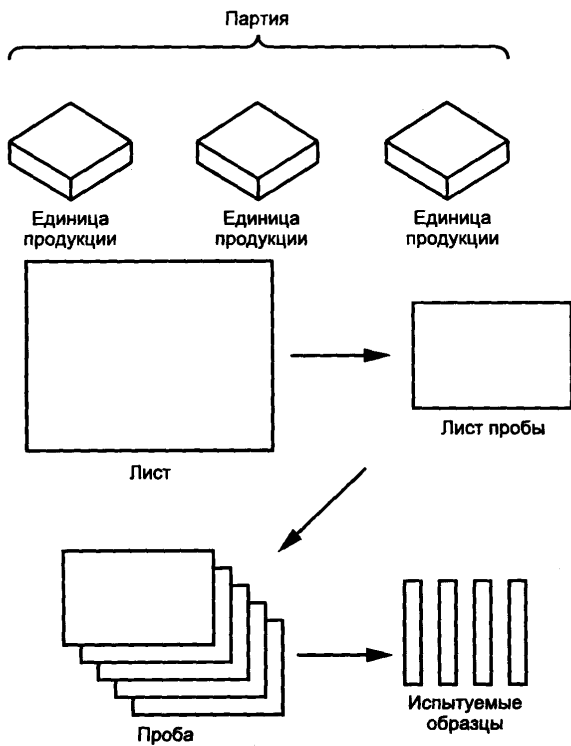 Партия
Единица
продукции
Единица
продукции
Единица
продукции
Лист
Лист пробы
Проба
Испытуемые
образцы